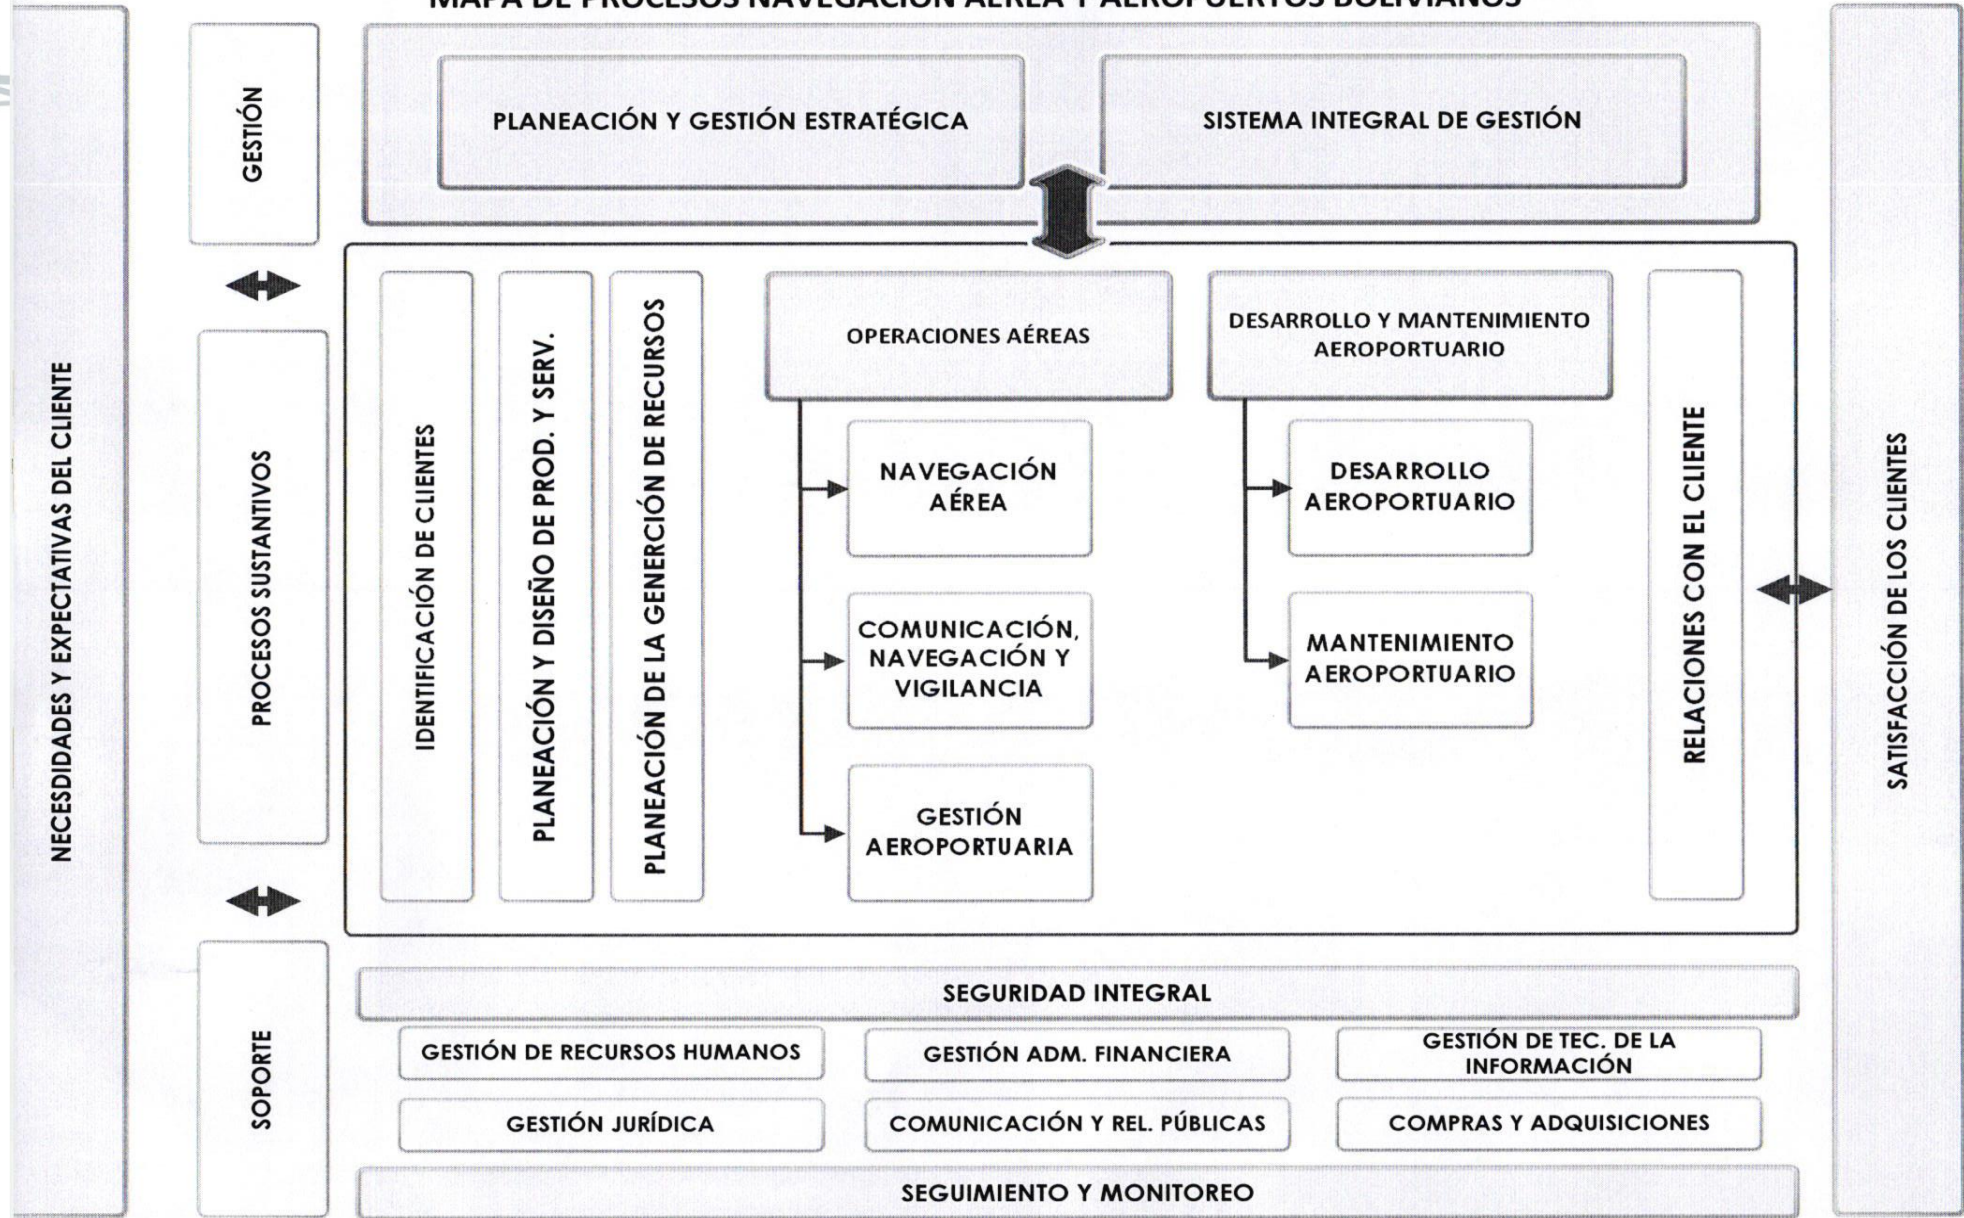 MAPA DE PROCESOS NAVEGACIÓN AÉREA Y AEROPUERTOS BOLIVIANOS
NECESDIDADES Y EXPECTATIVAS DEL CLIENTE
GESTIÓN
PLANEACIÓN Y GESTIÓN ESTRATÉGICA
SISTEMA INTEGRAL DE GESTIÓN
PROCESOS SUSTANTIVOS
IDENTIFICACIÓN DE CLIENTES
PLANEACIÓN Y DISEÑO DE PROD. Y SERV.
PLANEACIÓN DE LA GENERCIÓN DE RECURSOS
OPERACIONES AÉREAS
NAVEGACIÓN
AÉREA
COMUNICACIÓN,
NAVEGACIÓN Y
VIGILANCIA
GESTIÓN
AEROPORTUARIA
DESARROLLO Y MANTENIMIENTO
AEROPORTUARIO
DESARROLLO
AEROPORTUARIO
MANTENIMIENTO
AEROPORTUARIO
RELACIONES CON EL CLIENTE
SATISFACCIÓN DE LOS CLIENTES
SOPORTE
SEGURIDAD INTEGRAL
GESTIÓN DE RECURSOS HUMANOS
GESTIÓN ADM. FINANCIERA
GESTIÓN DE TEC. DE LA
INFORMACIÓN
GESTIÓN JURÍDICA
COMUNICACIÓN Y REL. PÚBLICAS
COMPRAS Y ADQUISICIONES
SEGUIMIENTO Y MONITOREO